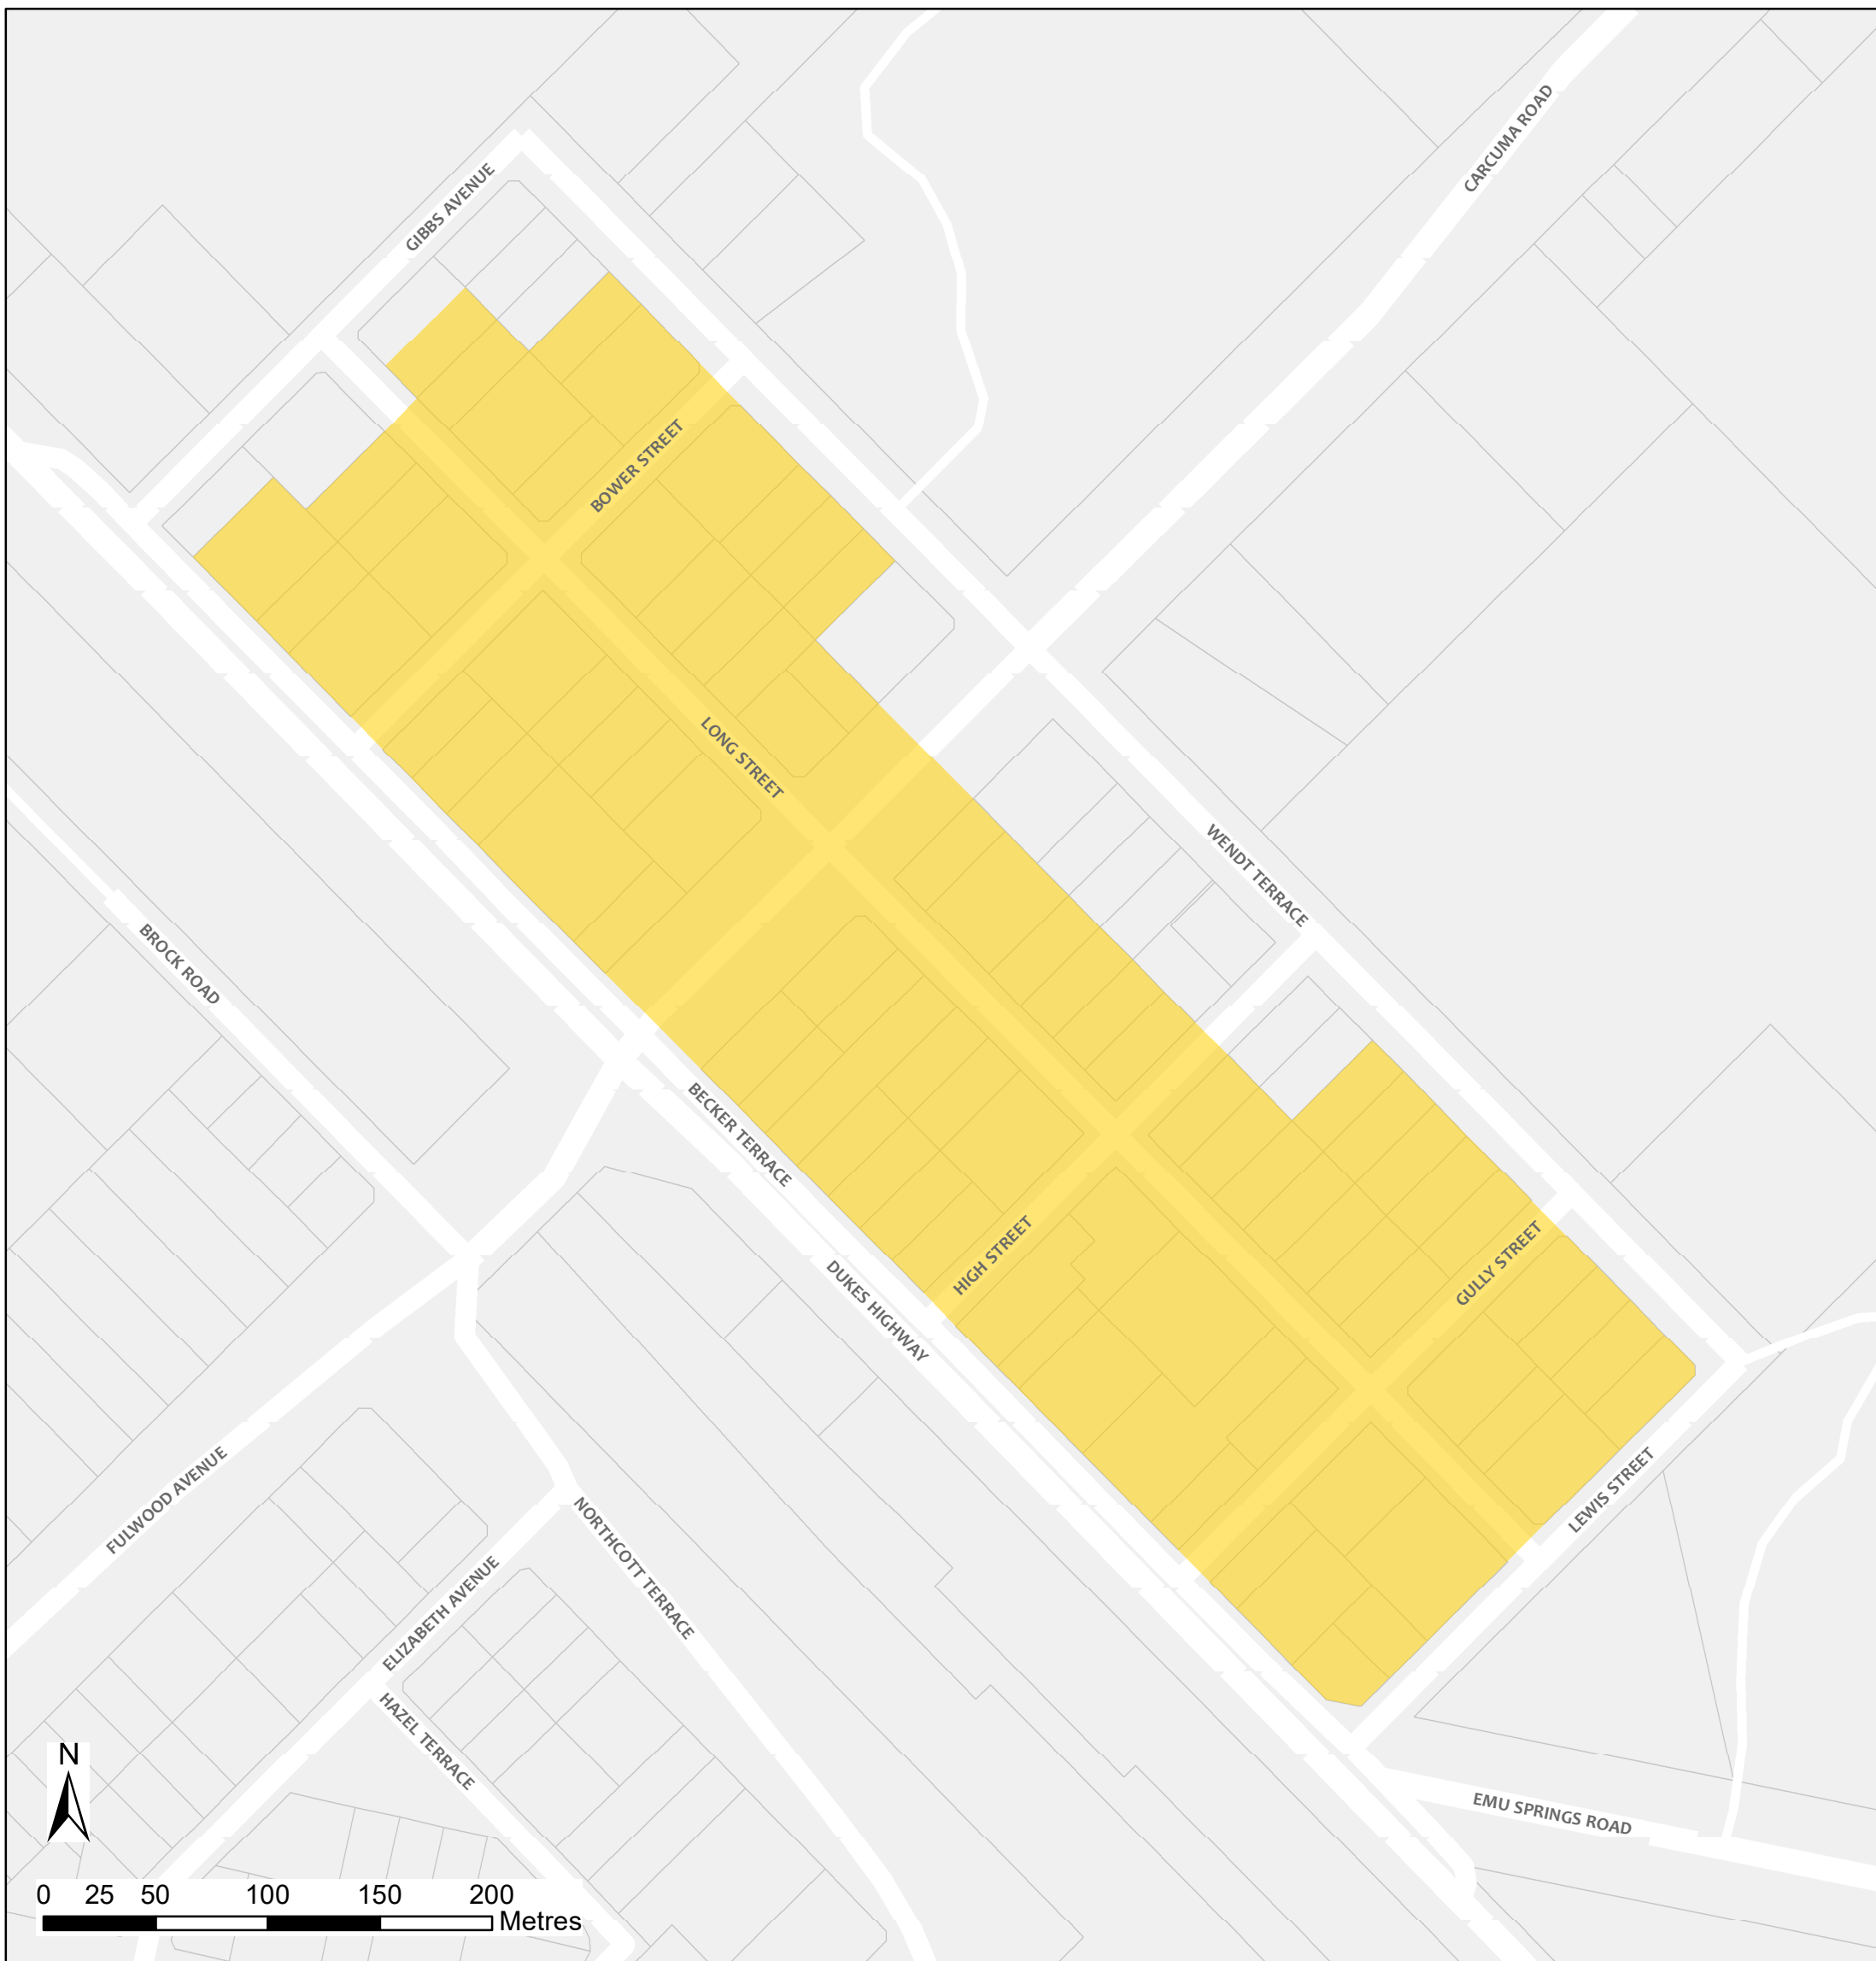 CARCUMA ROAD
GIBBS AVENUE
BOWER STREET
LONG STREET
WENDT TERRACE
BROCK ROAD
BECKER TERRACE
HIGH STREET
GULLY STREET
DUKES HIGHWAY
LEWIS STREET
FULWOOD AVENUE
NORTHCOTT TERRACE
ELIZABETH AVENUE
HAZEL TERRACE
EMU SPRINGS ROAD
N
0 25 50 100 150 200
Metres